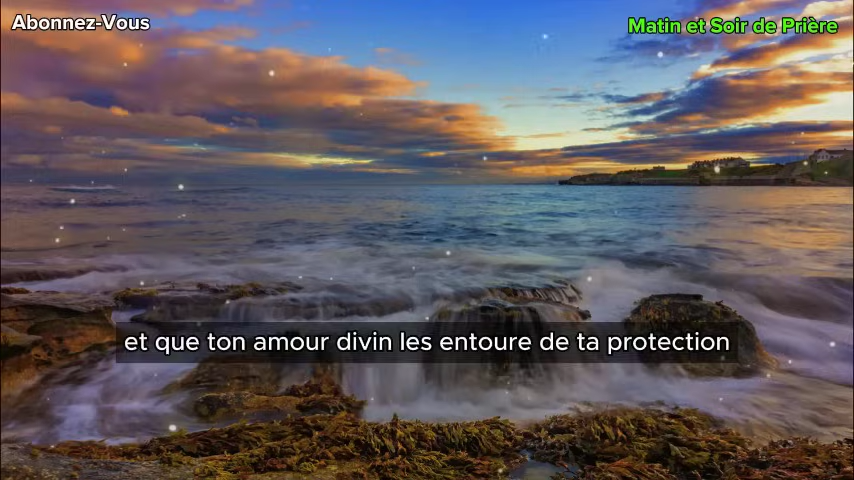 Abonnez-Vous
Matin et Soir de Prière
et que ton amour divin les entoure de ta protection